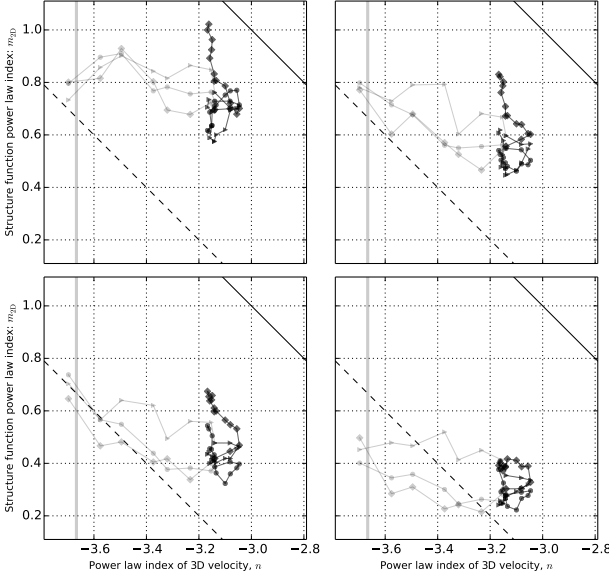 1.0
0.8
0.6
0.4
0.2
Structure function power law index: m2D
1.0
0.8
0.6
0.4
0.2
Structure function power law index: m2D
−3.6 −3.4 −3.2 −3.0 −2.8
Power law index of 3D velocity, n
−3.6 −3.4 −3.2 −3.0 −2.8
Power law index of 3D velocity, n